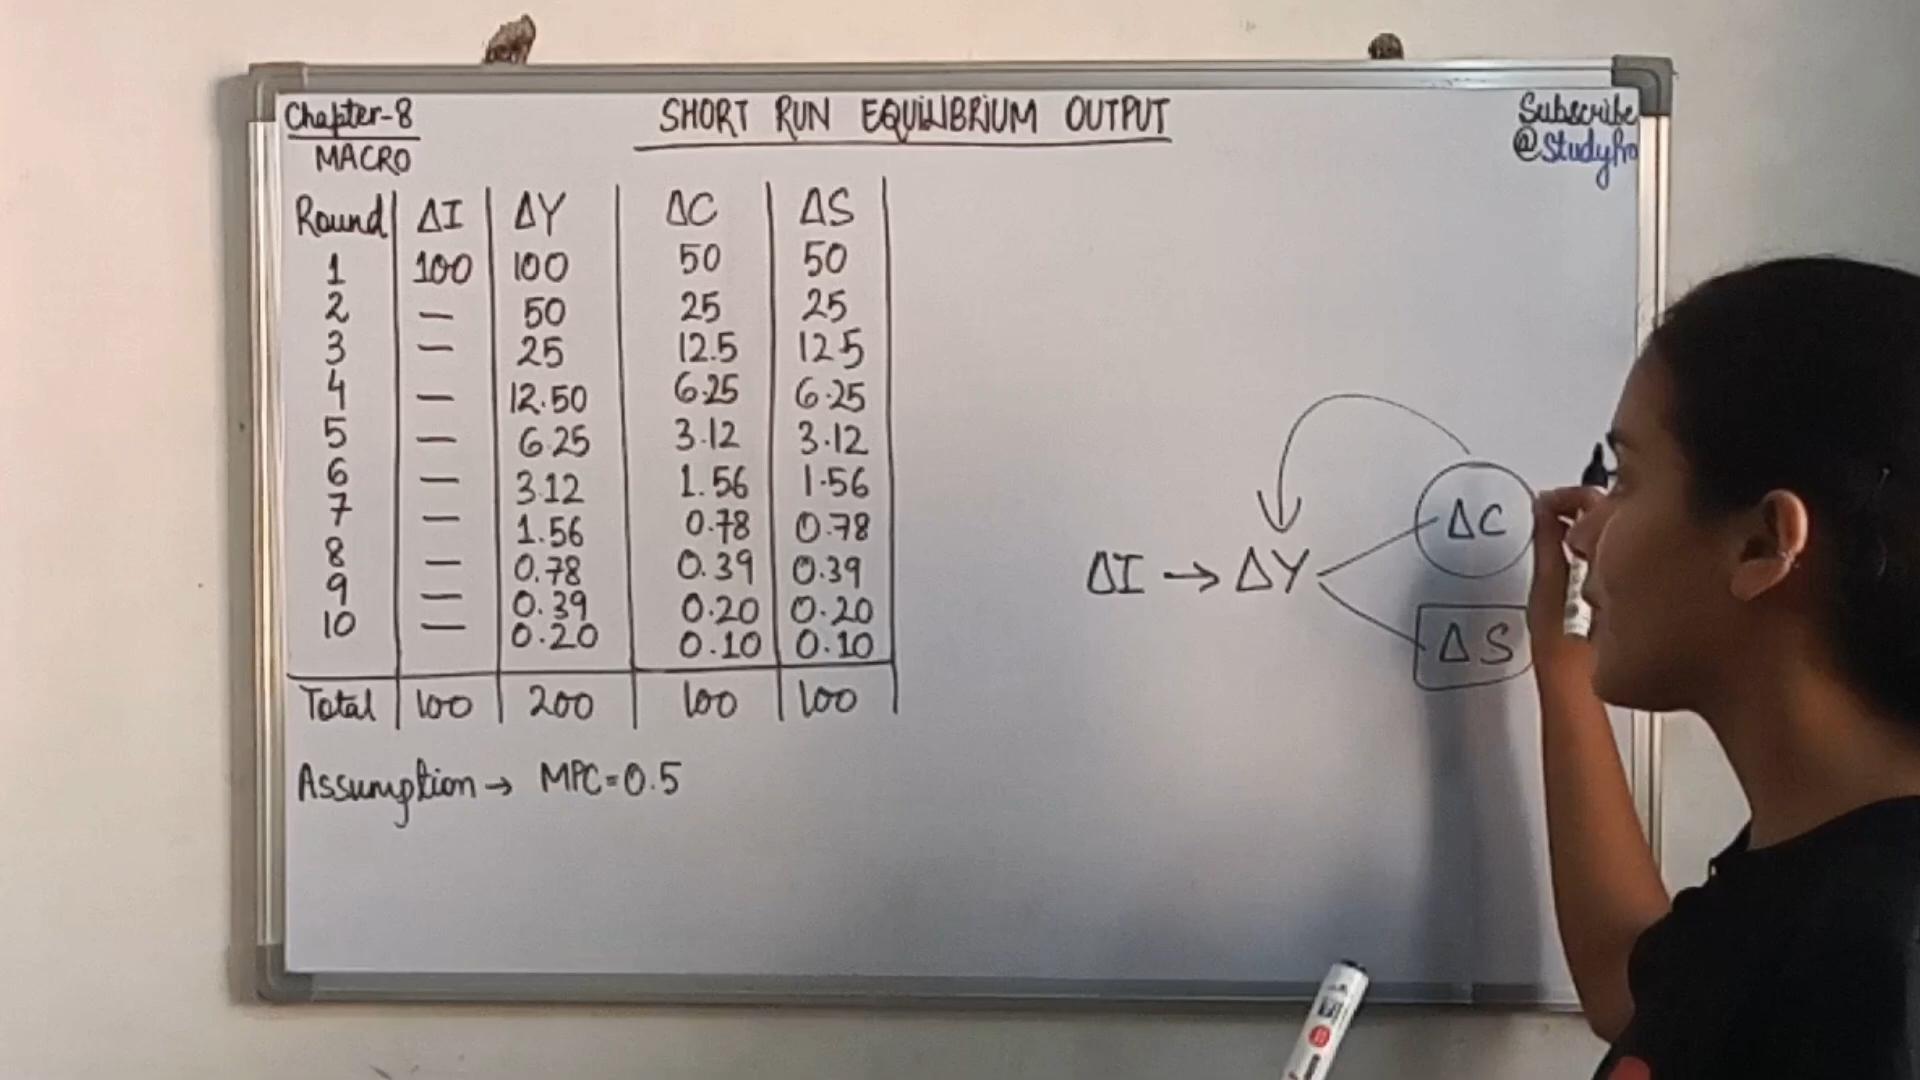 Chapter-8
MACRO
SHORT RUN EQUILIBRIUM OUTPUT
Subscribe
Round ΔI ΔY ΔC ΔS
1 100 100 50 50
2 — 50 25 25
3 — 25 12.5 12.5
4 — 12.50 6.25 6.25
5 — 6.25 3.12 3.12
6 — 3.12 1.56 1.56
7 — 1.56 0.78 0.78
8 — 0.78 0.39 0.39
9 — 0.39 0.20 0.20
10 — 0.20 0.10 0.10
Total 100 200 100 100
Assumption → MPC=0.5
ΔC
ΔI → ΔY
ΔS